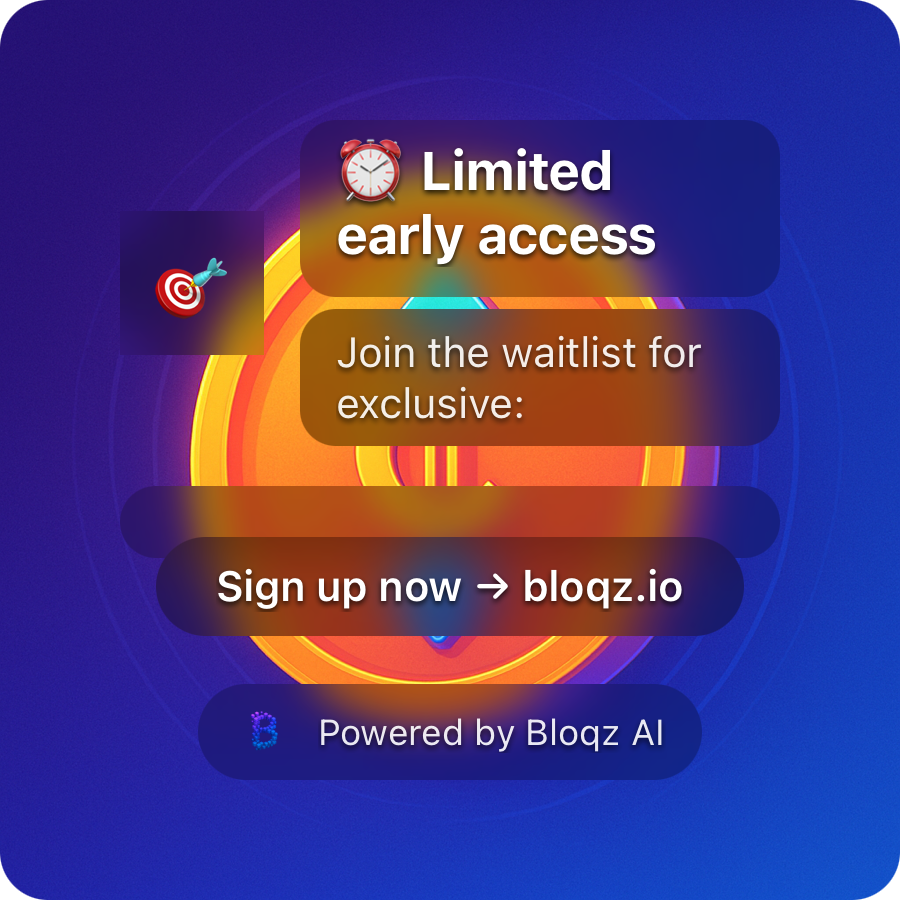 ⏰ Limited
early access
Join the waitlist for
exclusive:
Sign up now → bloqz.io
Powered by Bloqz AI